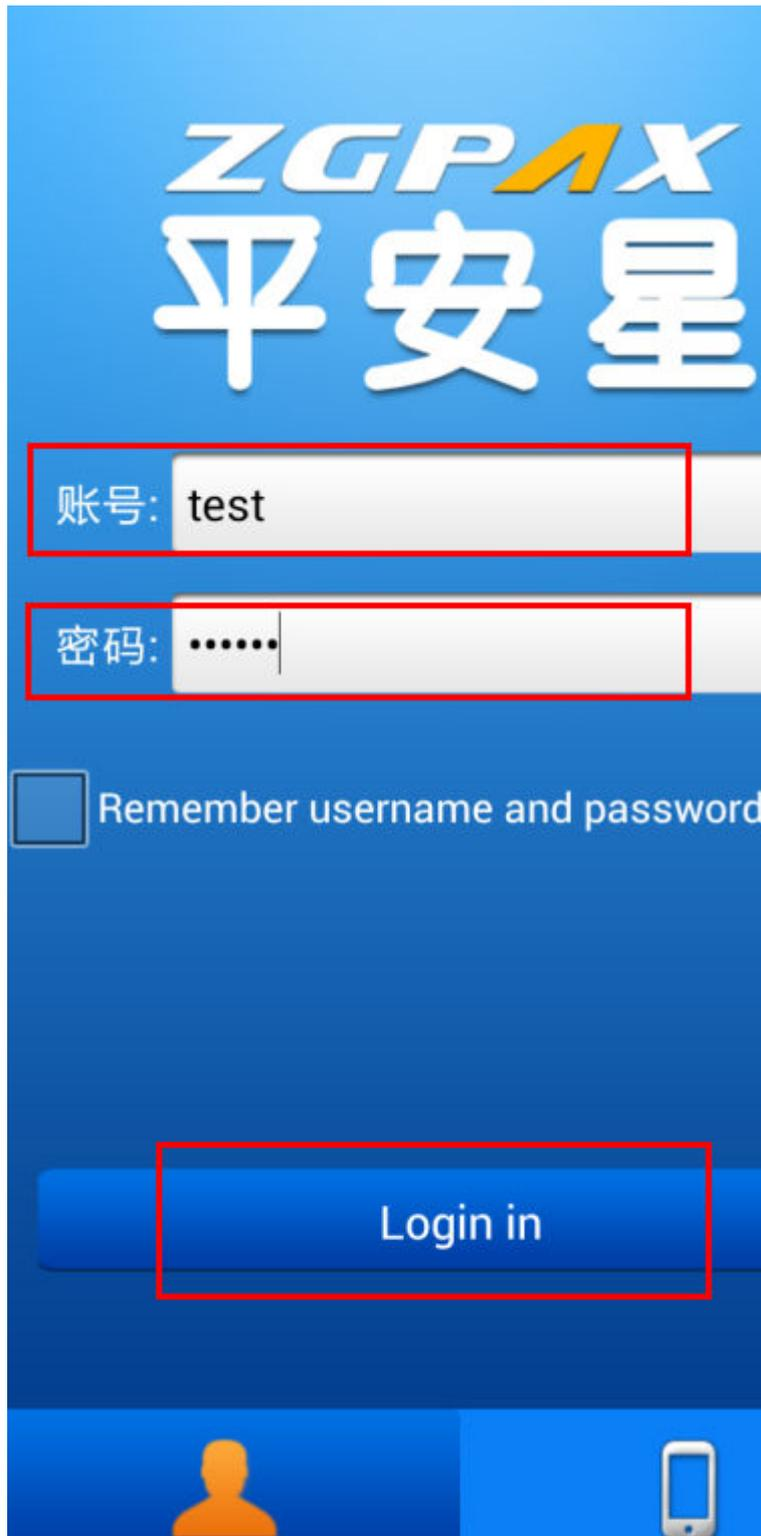 ZGPAX
平安星
账号: test
密码: ••••••
Remember username and password
Login in